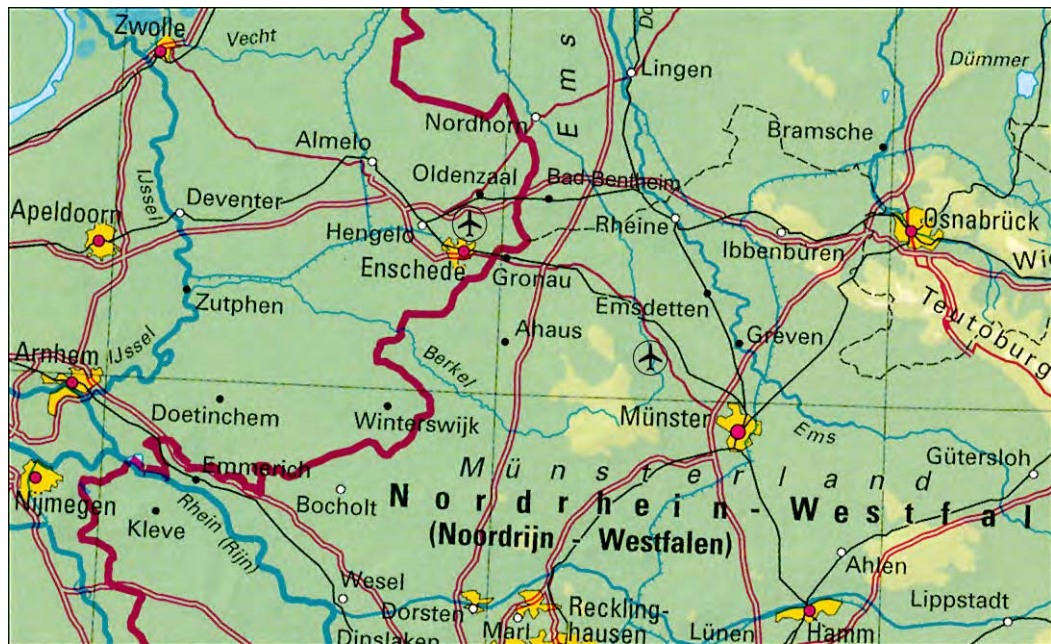 Zwolle
Vecht
Ems
Do
Lingen
Dümmer
Nordhorn
Almelo
Bramsche
IJssel
Oldenzaal
Bad Bentheim
Deventer
Apeldoorn
Hengelo
Rheine
Osnabrück
Ibbenbüren
Enschede
Gronau
Wie
Zutphen
Emsdetten
Teutoburg
Ahaus
Greven
Arnhem
IJssel
Berkel
Doetinchem
Winterswijk
Münster
Ems
Emmerich
Münsterland
Gütersloh
Nijmegen
Bocholt
Nordrhein-Westfal
Kleve
Rhein (Rijn)
(Noordrijn - Westfalen)
Ahlen
Wesel
Dorsten
Reckling-
hausen
Lippstadt
Marl
Dinslaken
Lünen
Hamm